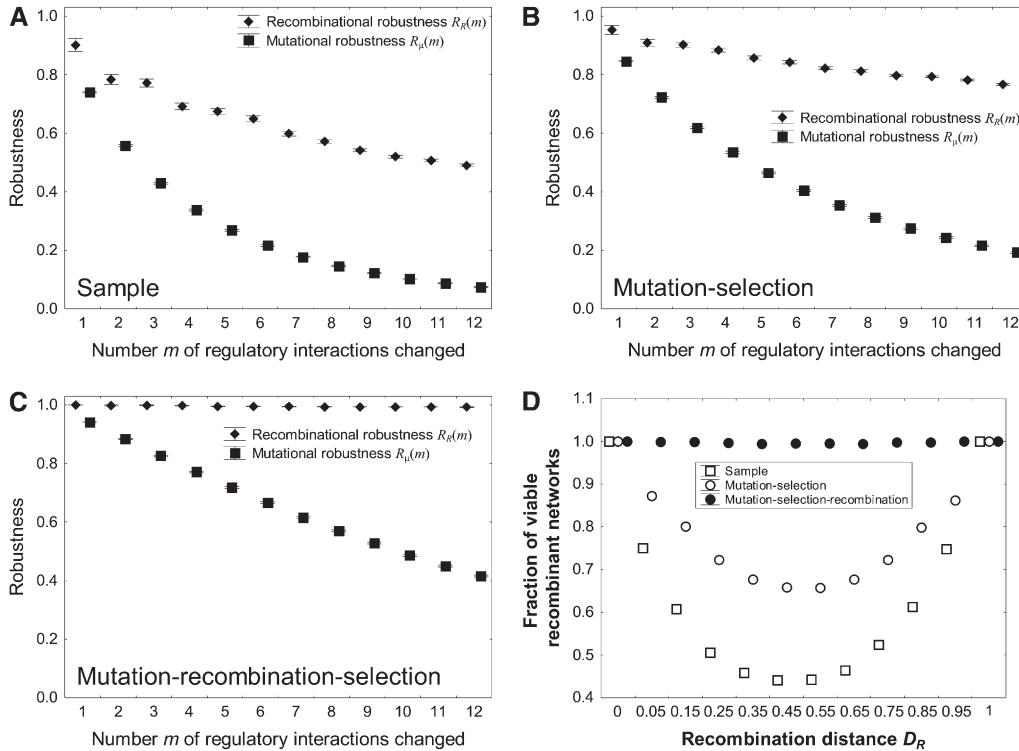 A
Recombinational robustness R_R(m)
Mutational robustness R_μ(m)
1.0
0.8
0.6
0.4
0.2
0.0
Robustness
Sample
1 2 3 4 5 6 7 8 9 10 11 12
Number m of regulatory interactions changed
B
1.0
0.8
0.6
0.4
0.2
0.0
Robustness
Recombinational robustness R_R(m)
Mutational robustness R_μ(m)
Mutation-selection
1 2 3 4 5 6 7 8 9 10 11 12
Number m of regulatory interactions changed
C
1.0
0.8
0.6
0.4
0.2
0.0
Robustness
Recombinational robustness R_R(m)
Mutational robustness R_μ(m)
Mutation-recombination-selection
1 2 3 4 5 6 7 8 9 10 11 12
Number m of regulatory interactions changed
D
1.1
1.0
0.9
0.8
0.7
0.6
0.5
0.4
Fraction of viable
recombinant networks
Sample
Mutation-selection
Mutation-selection-recombination
0 0.05 0.15 0.25 0.35 0.45 0.55 0.65 0.75 0.85 0.95 1
Recombination distance D_R